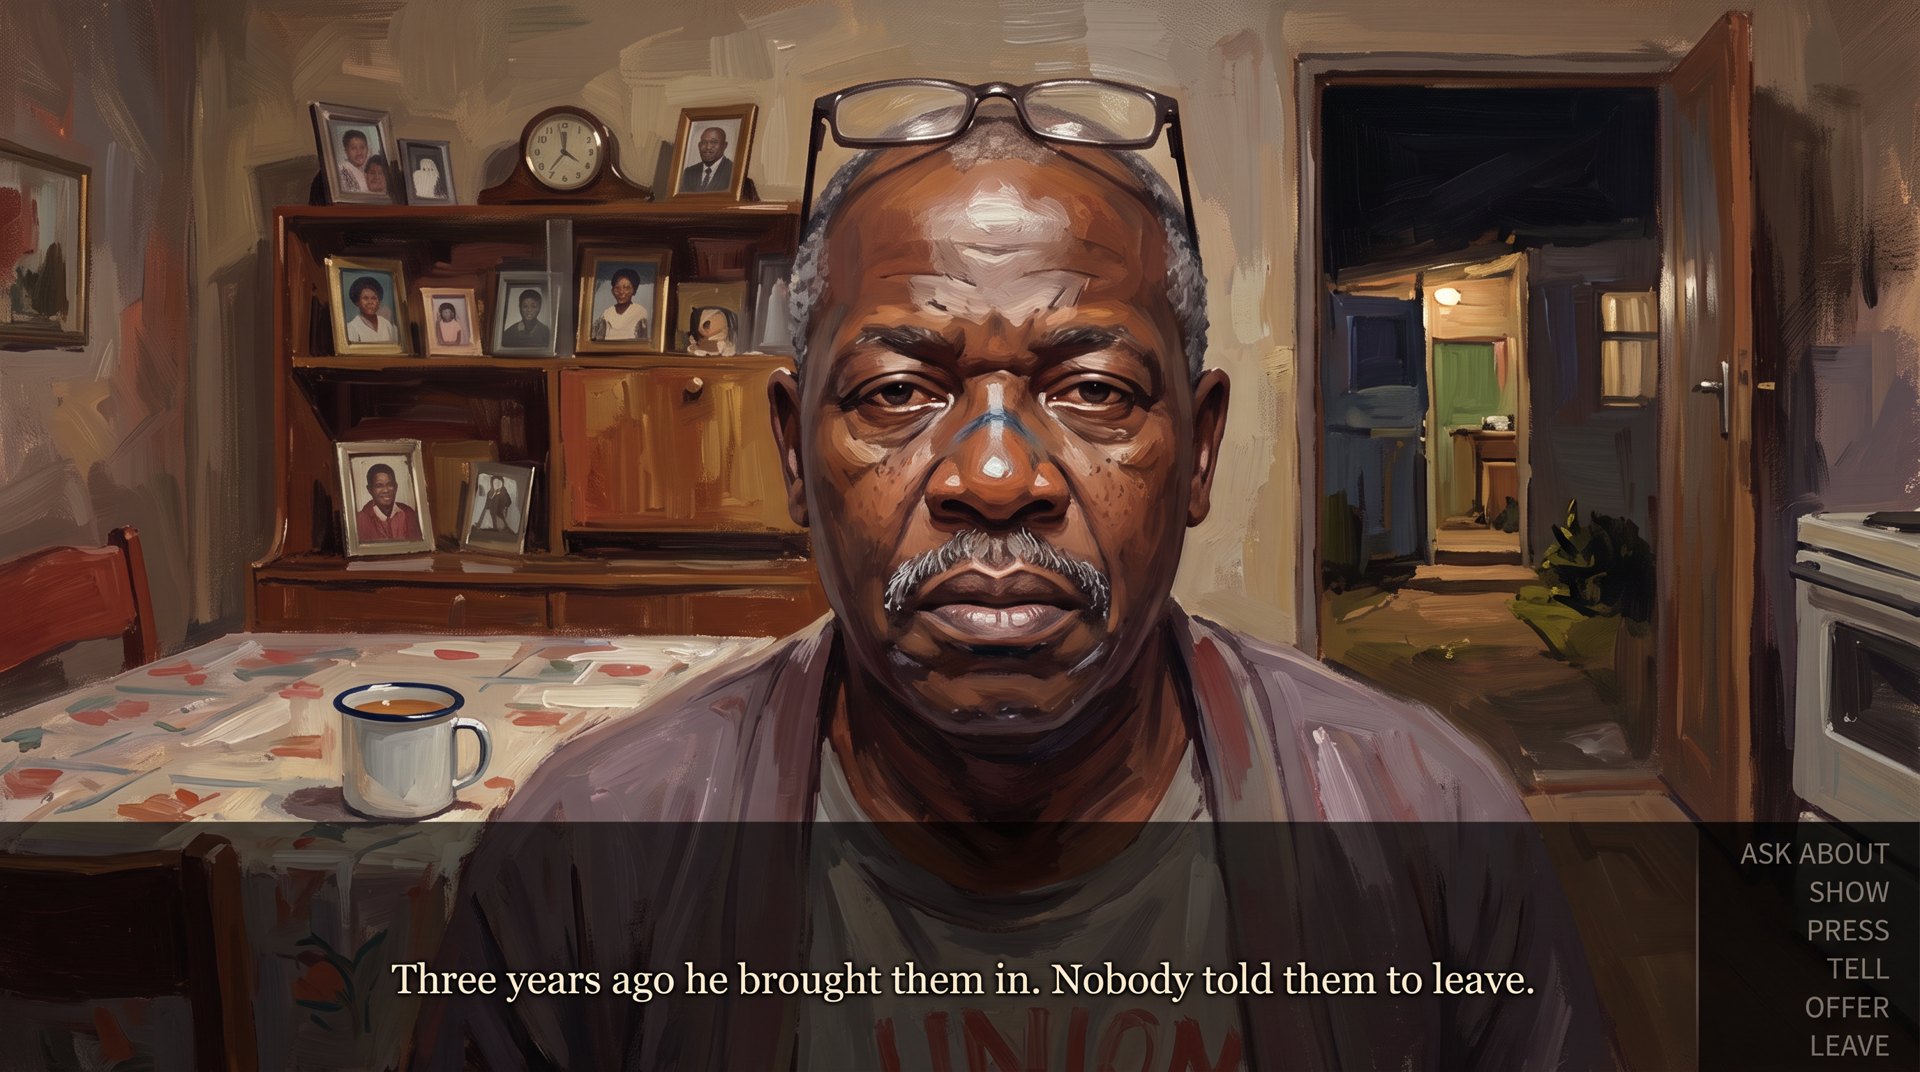 Three years ago he brought them in. Nobody told them to leave.
UNION
ASK ABOUT
SHOW
PRESS
TELL
OFFER
LEAVE